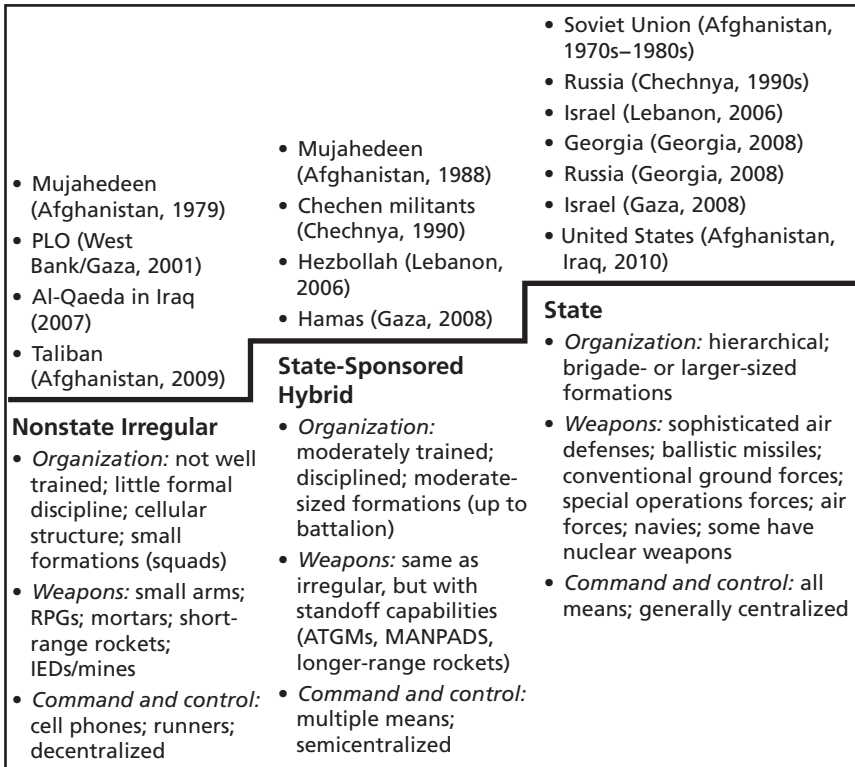 • Mujahedeen
(Afghanistan, 1979)
• PLO (West
Bank/Gaza, 2001)
• Al-Qaeda in Iraq
(2007)
• Taliban
(Afghanistan, 2009)
Nonstate Irregular
• Organization: not well
trained; little formal
discipline; cellular
structure; small
formations (squads)
• Weapons: small arms;
RPGs; mortars; short-
range rockets;
IEDs/mines
• Command and control:
cell phones; runners;
decentralized
• Mujahedeen
(Afghanistan, 1988)
• Chechen militants
(Chechnya, 1990)
• Hezbollah (Lebanon,
2006)
• Hamas (Gaza, 2008)
State-Sponsored
Hybrid
• Organization:
moderately trained;
disciplined; moderate-
sized formations (up to
battalion)
• Weapons: same as
irregular, but with
standoff capabilities
(ATGMs, MANPADS,
longer-range rockets)
• Command and control:
multiple means;
semicentralized
• Soviet Union (Afghanistan,
1970s–1980s)
• Russia (Chechnya, 1990s)
• Israel (Lebanon, 2006)
• Georgia (Georgia, 2008)
• Russia (Georgia, 2008)
• Israel (Gaza, 2008)
• United States (Afghanistan,
Iraq, 2010)
State
• Organization: hierarchical;
brigade- or larger-sized
formations
• Weapons: sophisticated air
defenses; ballistic missiles;
conventional ground forces;
special operations forces; air
forces; navies; some have
nuclear weapons
• Command and control: all
means; generally centralized